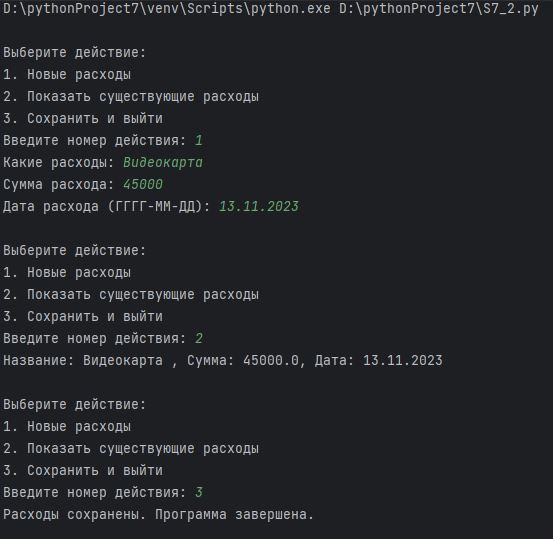 D:\pythonProject7\venv\Scripts\python.exe D:\pythonProject7\S7_2.py
Выберите действие:
1. Новые расходы
2. Показать существующие расходы
3. Сохранить и выйти
Введите номер действия: 1
Какие расходы: Видеокарта
Сумма расхода: 45000
Дата расхода (ГГГГ-ММ-ДД): 13.11.2023
Выберите действие:
1. Новые расходы
2. Показать существующие расходы
3. Сохранить и выйти
Введите номер действия: 2
Название: Видеокарта , Сумма: 45000.0, Дата: 13.11.2023
Выберите действие:
1. Новые расходы
2. Показать существующие расходы
3. Сохранить и выйти
Введите номер действия: 3
Расходы сохранены. Программа завершена.